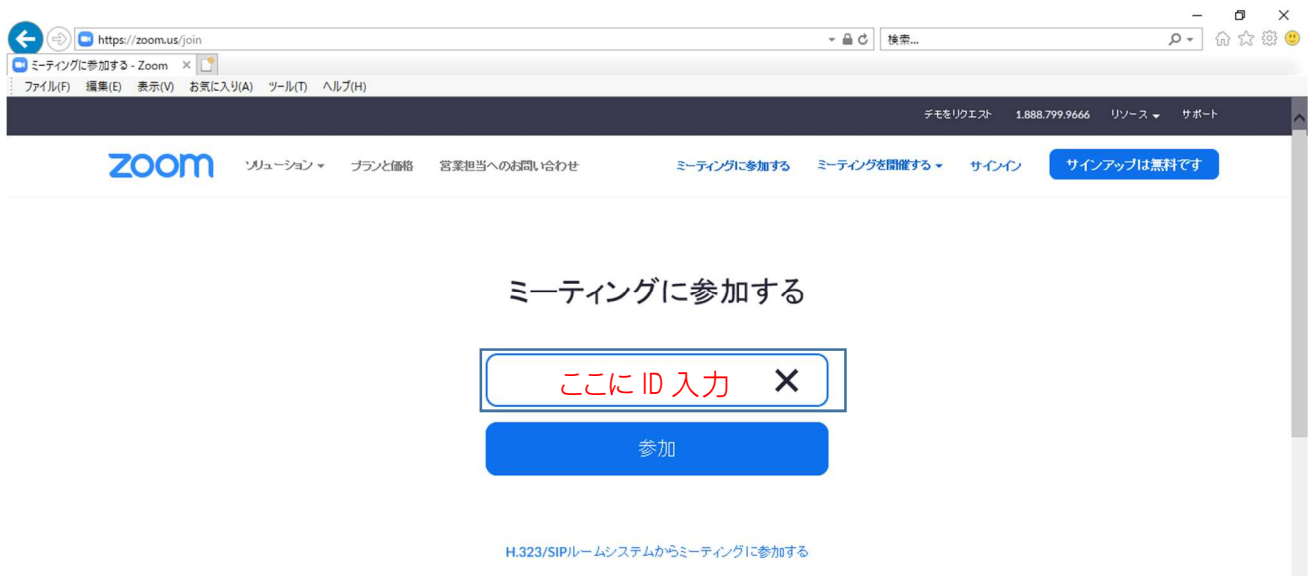 https://zoom.us/join
検索...
ミーティングに参加する - Zoom
ファイル(F) 編集(E) 表示(V) お気に入り(A) ツール(T) ヘルプ(H)
デモをリクエスト 1.888.799.9666 リソース サポート
zoom ソリューション プランと価格 営業担当へのお問い合わせ ミーティングに参加する ミーティングを開催する サインイン サインアップは無料です
ミーティングに参加する
ここに ID 入力
参加
H.323/SIPルームシステムからミーティングに参加する